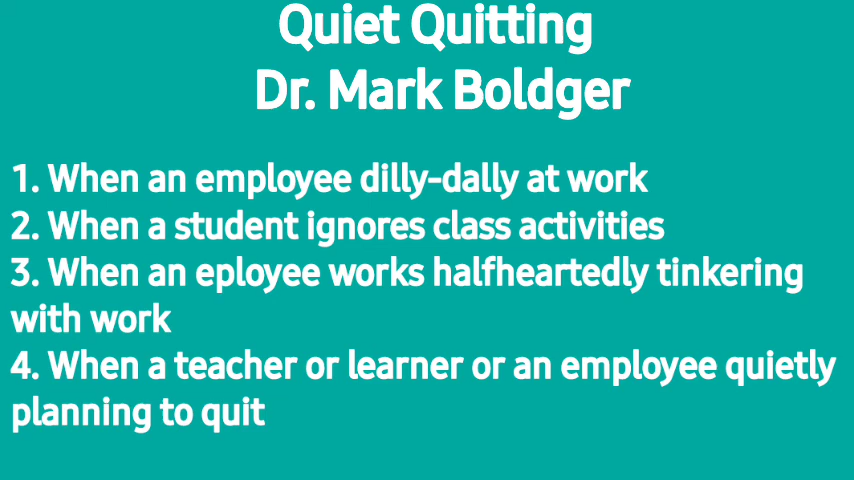 Quiet Quitting
Dr. Mark Boldger
1. When an employee dilly-dally at work
2. When a student ignores class activities
3. When an eployee works halfheartedly tinkering
with work
4. When a teacher or learner or an employee quietly
planning to quit